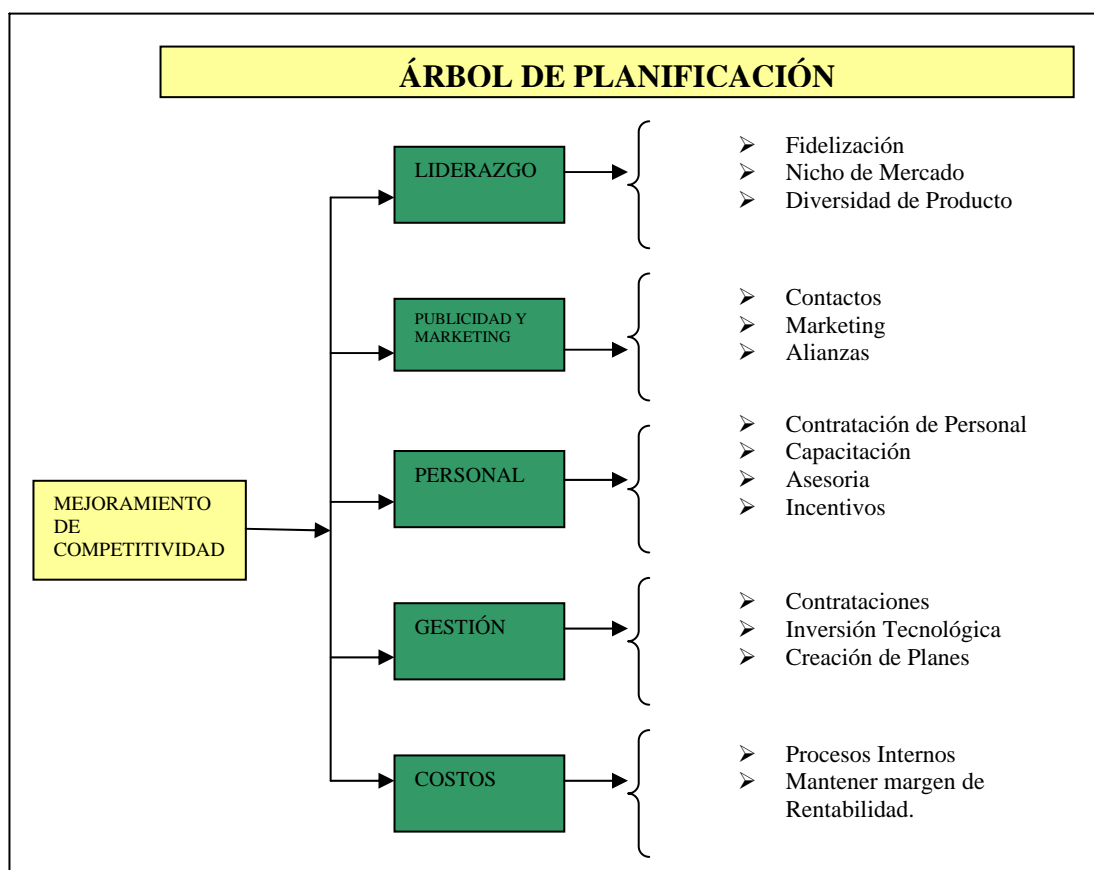 ÁRBOL DE PLANIFICACIÓN
MEJORAMIENTO
DE
COMPETITIVIDAD
LIDERAZGO
Fidelización
Nicho de Mercado
Diversidad de Producto
PUBLICIDAD Y
MARKETING
Contactos
Marketing
Alianzas
PERSONAL
Contratación de Personal
Capacitación
Asesoria
Incentivos
GESTIÓN
Contrataciones
Inversión Tecnológica
Creación de Planes
COSTOS
Procesos Internos
Mantener margen de
Rentabilidad.